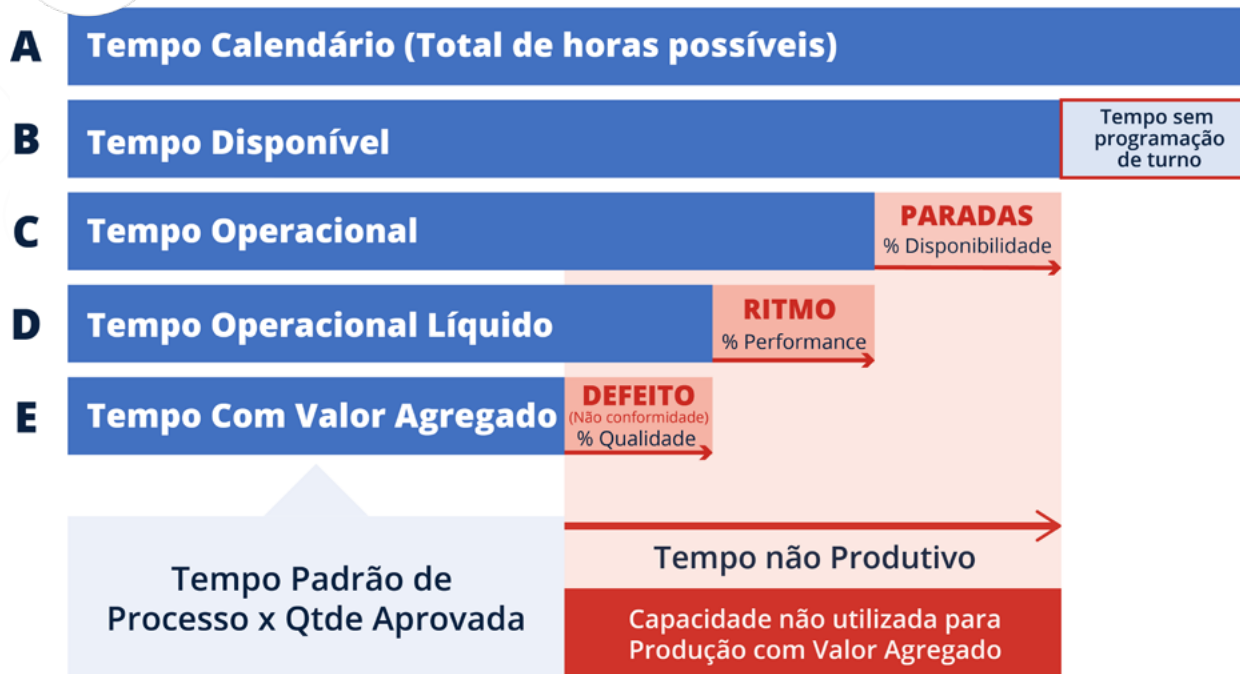 A
Tempo Calendário (Total de horas possíveis)
B
Tempo Disponível
Tempo sem
programação
de turno
C
Tempo Operacional
PARADAS
% Disponibilidade
D
Tempo Operacional Líquido
RITMO
% Performance
E
Tempo Com Valor Agregado
DEFEITO
(Não conformidade)
% Qualidade
Tempo Padrão de
Processo x Qtde Aprovada
Tempo não Produtivo
Capacidade não utilizada para
Produção com Valor Agregado